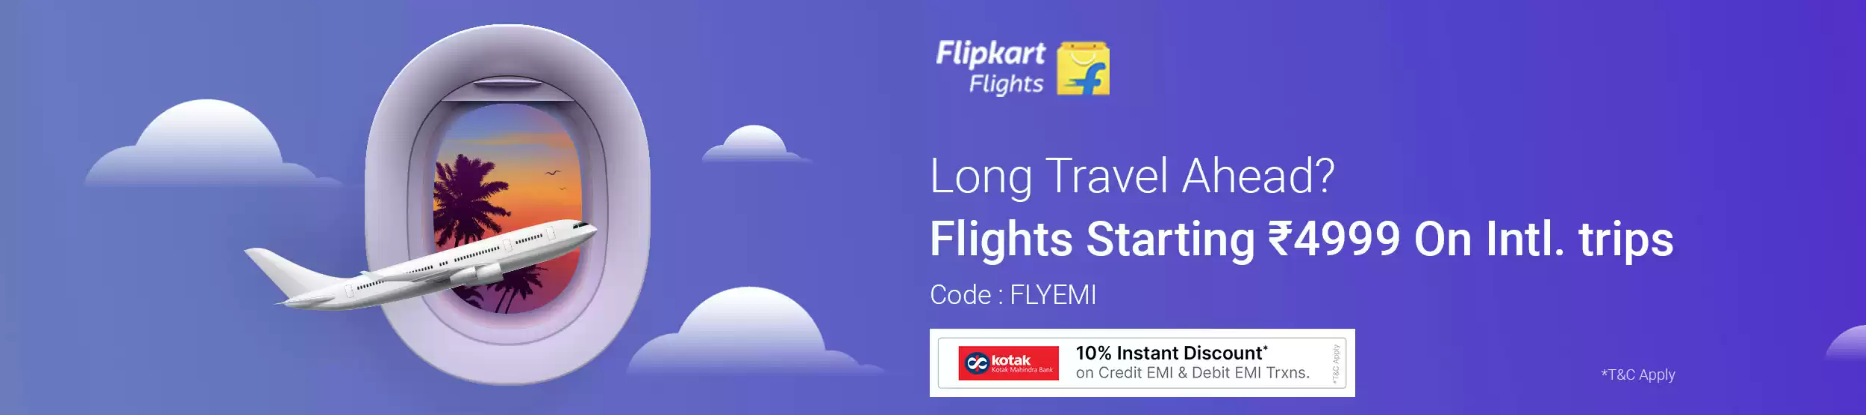 Flipkart
Flights
Long Travel Ahead?
Flights Starting ₹4999 On Intl. trips
Code : FLYEMI
kotak
Kotak Mahindra Bank
10% Instant Discount*
on Credit EMI & Debit EMI Trxns.
*T&C Apply
*T&C Apply